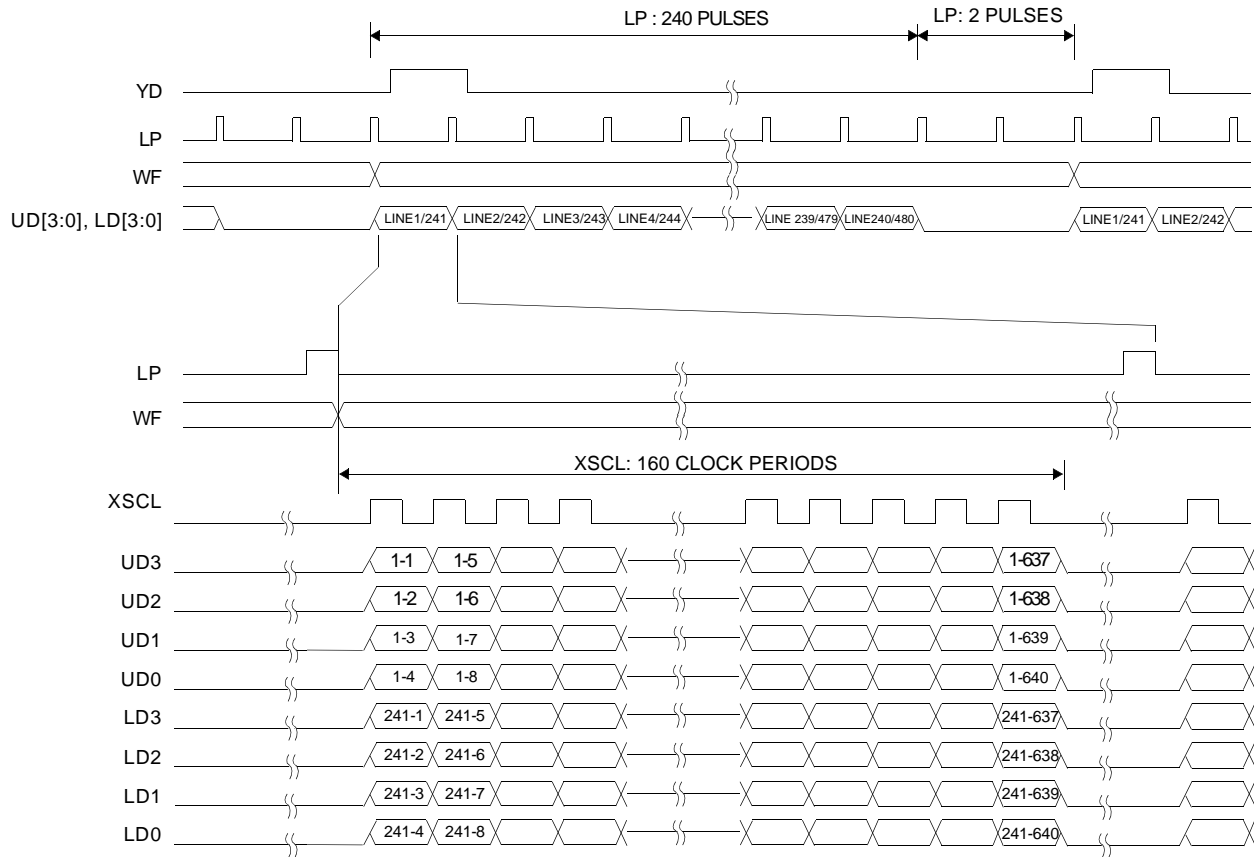 LP : 240 PULSES LP: 2 PULSES
YD
LP
WF
UD[3:0], LD[3:0] LINE1/241 LINE2/242 LINE3/243 LINE4/244 LINE 239/479 LINE240/480 LINE1/241 LINE2/242
LP
WF
XSCL: 160 CLOCK PERIODS
XSCL
UD3 1-1 1-5 1-637
UD2 1-2 1-6 1-638
UD1 1-3 1-7 1-639
UD0 1-4 1-8 1-640
LD3 241-1 241-5 241-637
LD2 241-2 241-6 241-638
LD1 241-3 241-7 241-639
LD0 241-4 241-8 241-640